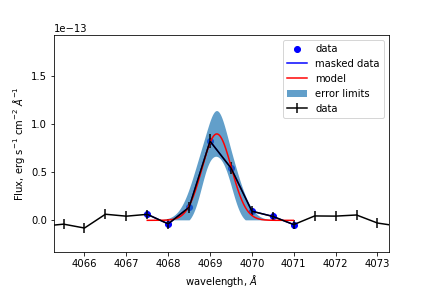 1e−13
data
masked data
model
error limits
data
1.5
1.0
0.5
0.0
Flux, erg s⁻¹ cm⁻² Å⁻¹
4066 4067 4068 4069 4070 4071 4072 4073
wavelength, Å